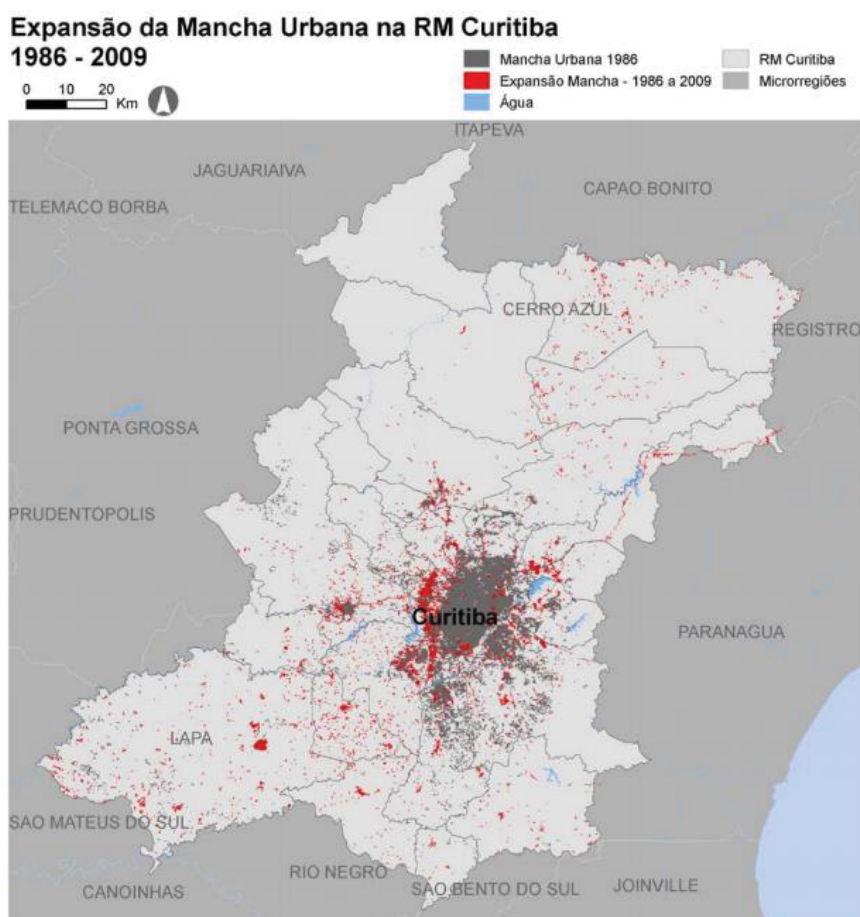 Expansão da Mancha Urbana na RM Curitiba
1986 - 2009
0 10 20
Km
Mancha Urbana 1986
Expansão Mancha - 1986 a 2009
Água
RM Curitiba
Microrregiões
ITAPEVA
JAGUARIAIVA
CAPAO BONITO
TELEMACO BORBA
CERRO AZUL
REGISTRO
PONTA GROSSA
PRUDENTOPOLIS
Curitiba
PARANAGUA
LAPA
SAO MATEUS DO SUL
RIO NEGRO
CANOINHAS
SAO BENTO DO SUL
JOINVILLE